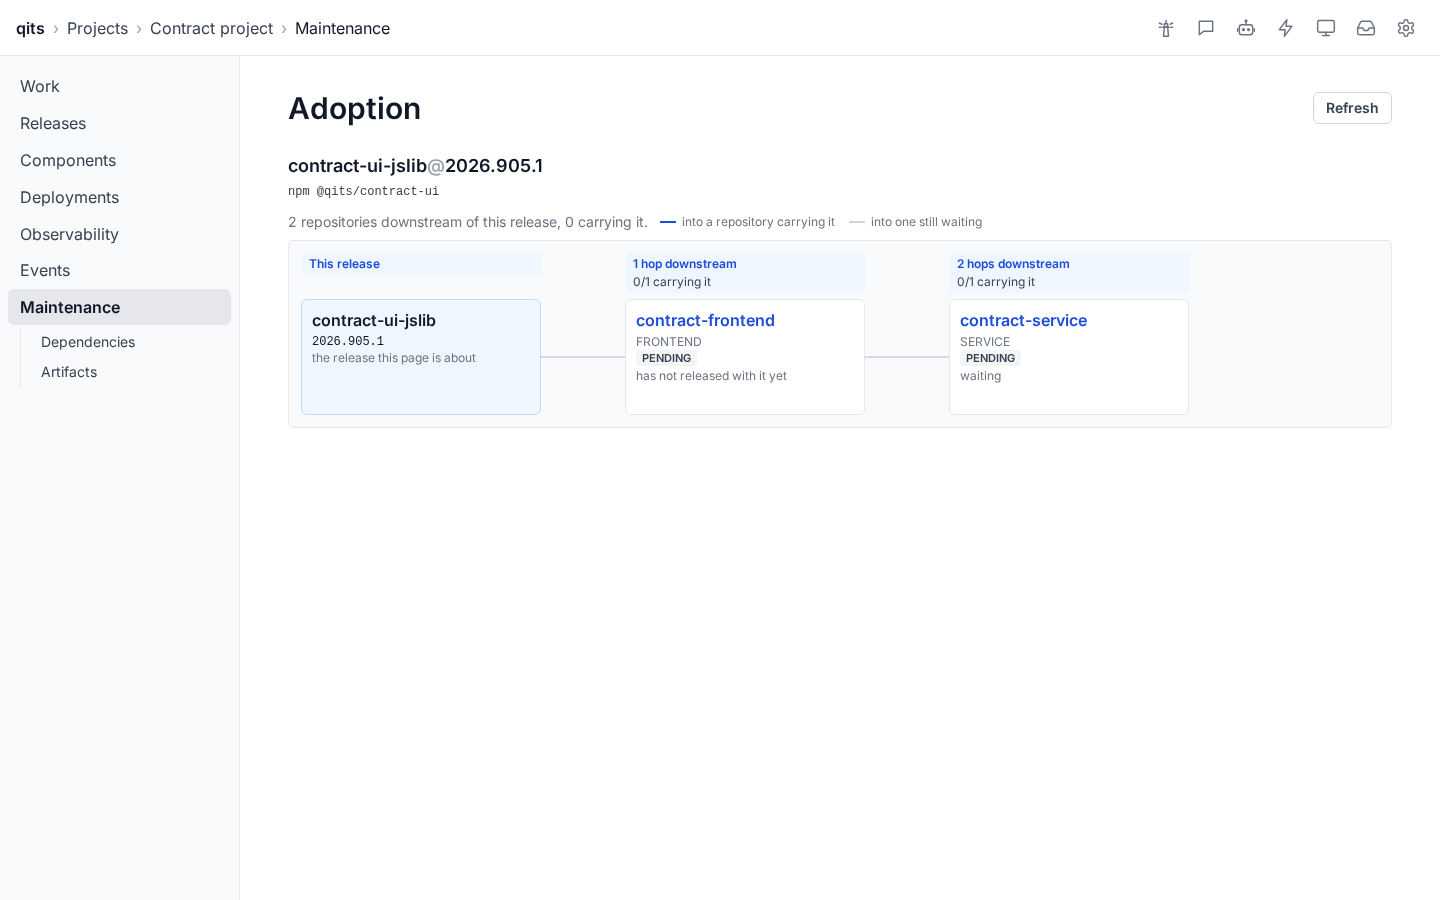 qits › Projects › Contract project › Maintenance
Work
Releases
Components
Deployments
Observability
Events
Maintenance
Dependencies
Artifacts
Adoption
Refresh
contract-ui-jslib@2026.905.1
npm @qits/contract-ui
2 repositories downstream of this release, 0 carrying it. into a repository carrying it into one still waiting
This release
contract-ui-jslib
2026.905.1
the release this page is about
1 hop downstream
0/1 carrying it
contract-frontend
FRONTEND
PENDING
has not released with it yet
2 hops downstream
0/1 carrying it
contract-service
SERVICE
PENDING
waiting